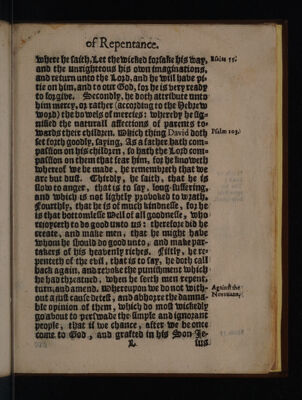 of Repentance.
where he saith, Let the wicked forsake his way,
Esaias 55.
and the unrighteous his own imaginations,
and return unto the Lord, and he will have pi-
tie on him, and to our God, for he is very ready
to forgive. Secondly, he doth attribute unto
him mercy, or rather (according to the Hebrew
word) the bowels of mercies: whereby he sig-
nified the naturall affections of parents to-
wards their children. Which thing David doth
Psalm 103.
set forth goodly, saying, As a father hath com-
passion on his children, so hath the Lord com-
passion on them that fear him, for he knoweth
whereof we be made, he remembreth that we
are but dust. Thirdly, he saith, that he is
slow to anger, that is to say, long-suffering,
and which is not lightly provoked to wrath.
Fourthly, that he is of much kindnesse, for he
is that bottomlesse well of all goodnesse, who
rejoyceth to do good unto us: therefore did he
create, and make men, that he might have
whom he should do good unto, and make par-
takers of his heavenly riches. Fiftly, he re-
penteth of the evil, that is to say, he doth call
back again, and revoke the punishment which
he had threatned, when he seeth men repent,
turn, and amend. Whereupon we do not with-
Against the
out a just cause detest, and abhorre the damna-
Novatians.
ble opinion of them, which do most wickedly
go about to perswade the simple and ignorant
people, that if we chance, after we be once
come to God, and grafted in his Son Je-
sus